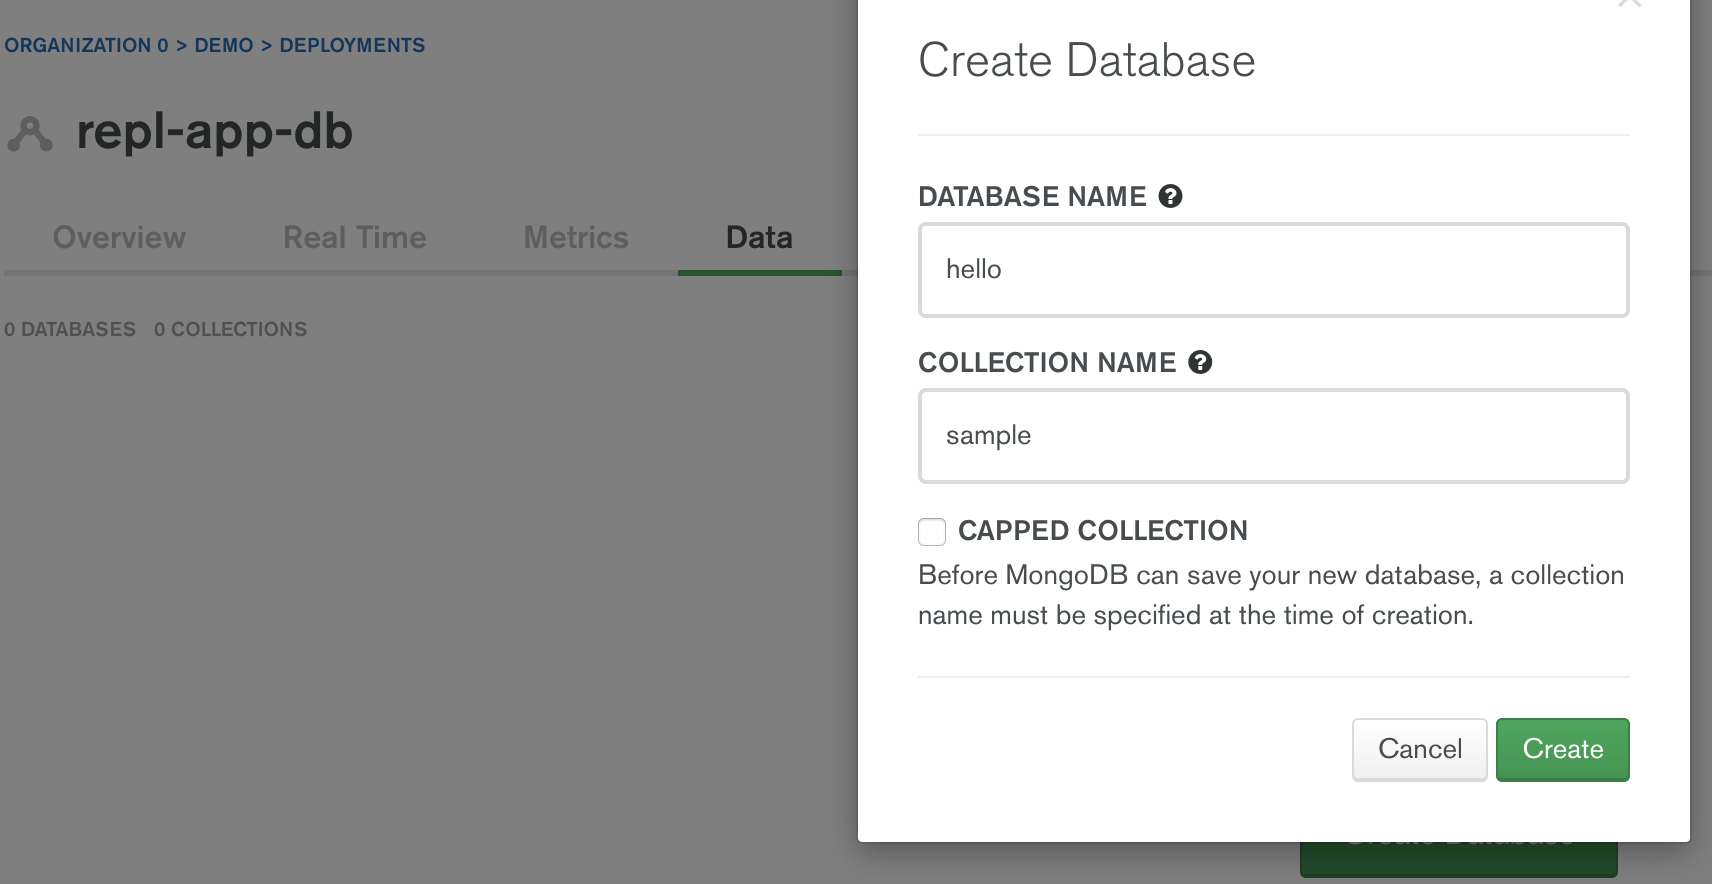 ORGANIZATION 0 > DEMO > DEPLOYMENTS
repl-app-db
Overview Real Time Metrics Data
0 DATABASES 0 COLLECTIONS
Create Database
DATABASE NAME ?
hello
COLLECTION NAME ?
sample
CAPPED COLLECTION
Before MongoDB can save your new database, a collection
name must be specified at the time of creation.
Cancel Create